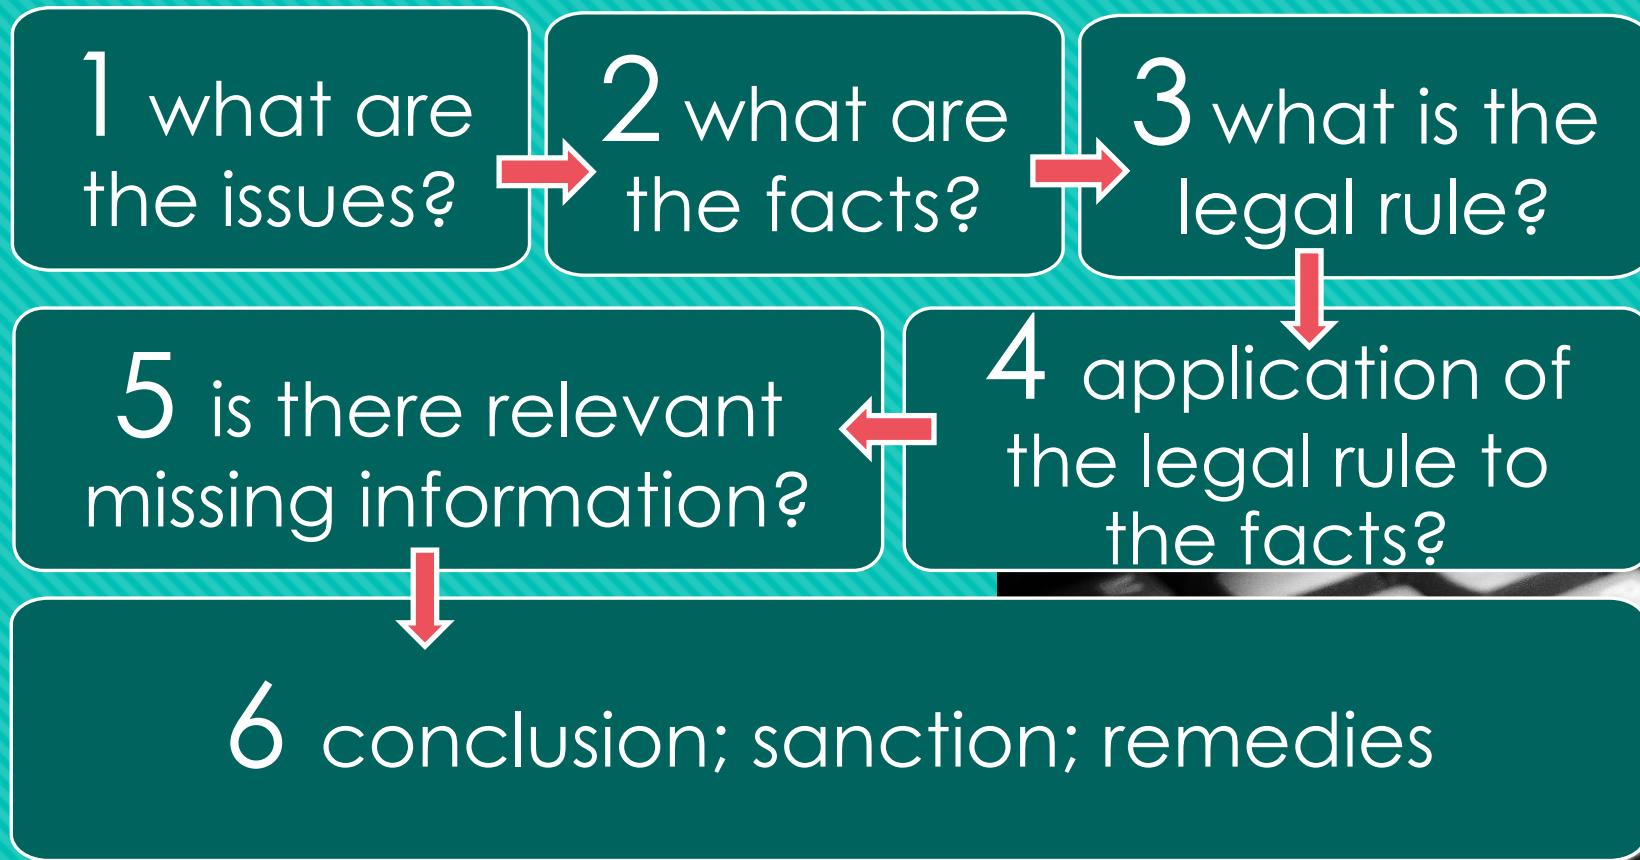 1 what are
the issues?
2 what are
the facts?
3 what is the
legal rule?
4 application of
the legal rule to
the facts?
5 is there relevant
missing information?
6 conclusion; sanction; remedies